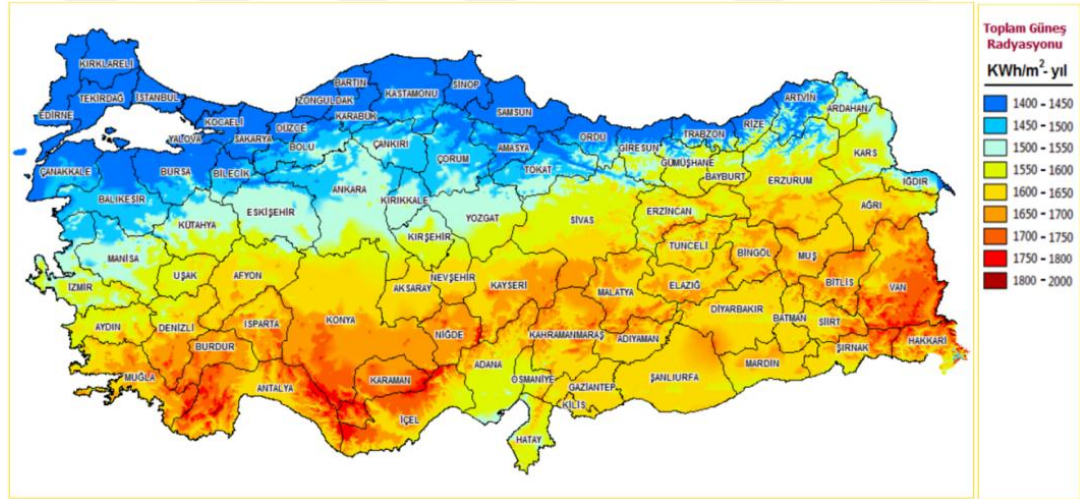 Toplam Güneş
Radyasyonu
KWh/m²- yıl
1400 - 1450
1450 - 1500
1500 - 1550
1550 - 1600
1600 - 1650
1650 - 1700
1700 - 1750
1750 - 1800
1800 - 2000
KIRKLARELİ
TEKİRDAĞ
İSTANBUL
EDİRNE
KOCAELİ
YALOVA
SAKARYA
DÜZCE
ZONGULDAK
BARTIN
KARABÜK
KASTAMONU
SİNOP
SAMSUN
BOLU
ÇANKIRI
ÇORUM
AMASYA
ORDU
TOKAT
GİRESUN
TRABZON
RİZE
ARTVİN
ARDAHAN
GÜMÜŞHANE
BAYBURT
KARS
ERZURUM
IĞDIR
AĞRI
ÇANAKKALE
BURSA
BİLECİK
BALIKESİR
KÜTAHYA
ESKİŞEHİR
ANKARA
KIRIKKALE
YOZGAT
SİVAS
ERZİNCAN
KIRŞEHİR
TUNCELİ
BİNGÖL
MUŞ
MANİSA
UŞAK
AFYON
İZMİR
NEVŞEHİR
AKSARAY
KAYSERİ
MALATYA
ELAZIĞ
BİTLİS
VAN
DİYARBAKIR
BATMAN
SİİRT
AYDIN
DENİZLİ
ISPARTA
KONYA
BURDUR
NİĞDE
KAHRAMANMARAŞ
ADIYAMAN
ŞIRNAK
HAKKARİ
MUĞLA
ANTALYA
KARAMAN
ADANA
OSMANİYE
GAZİANTEP
ŞANLIURFA
MARDİN
KİLİS
İÇEL
HATAY